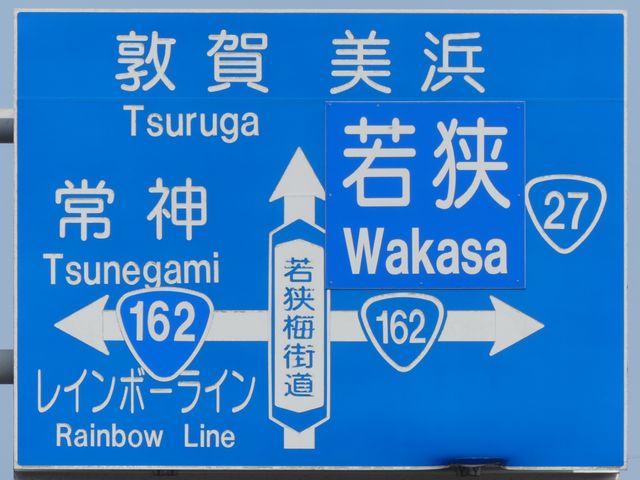 敦賀 美浜
Tsuruga
若狭
Wakasa
27
常神
Tsunegami
162
162
若狭梅街道
レインボーライン
Rainbow Line